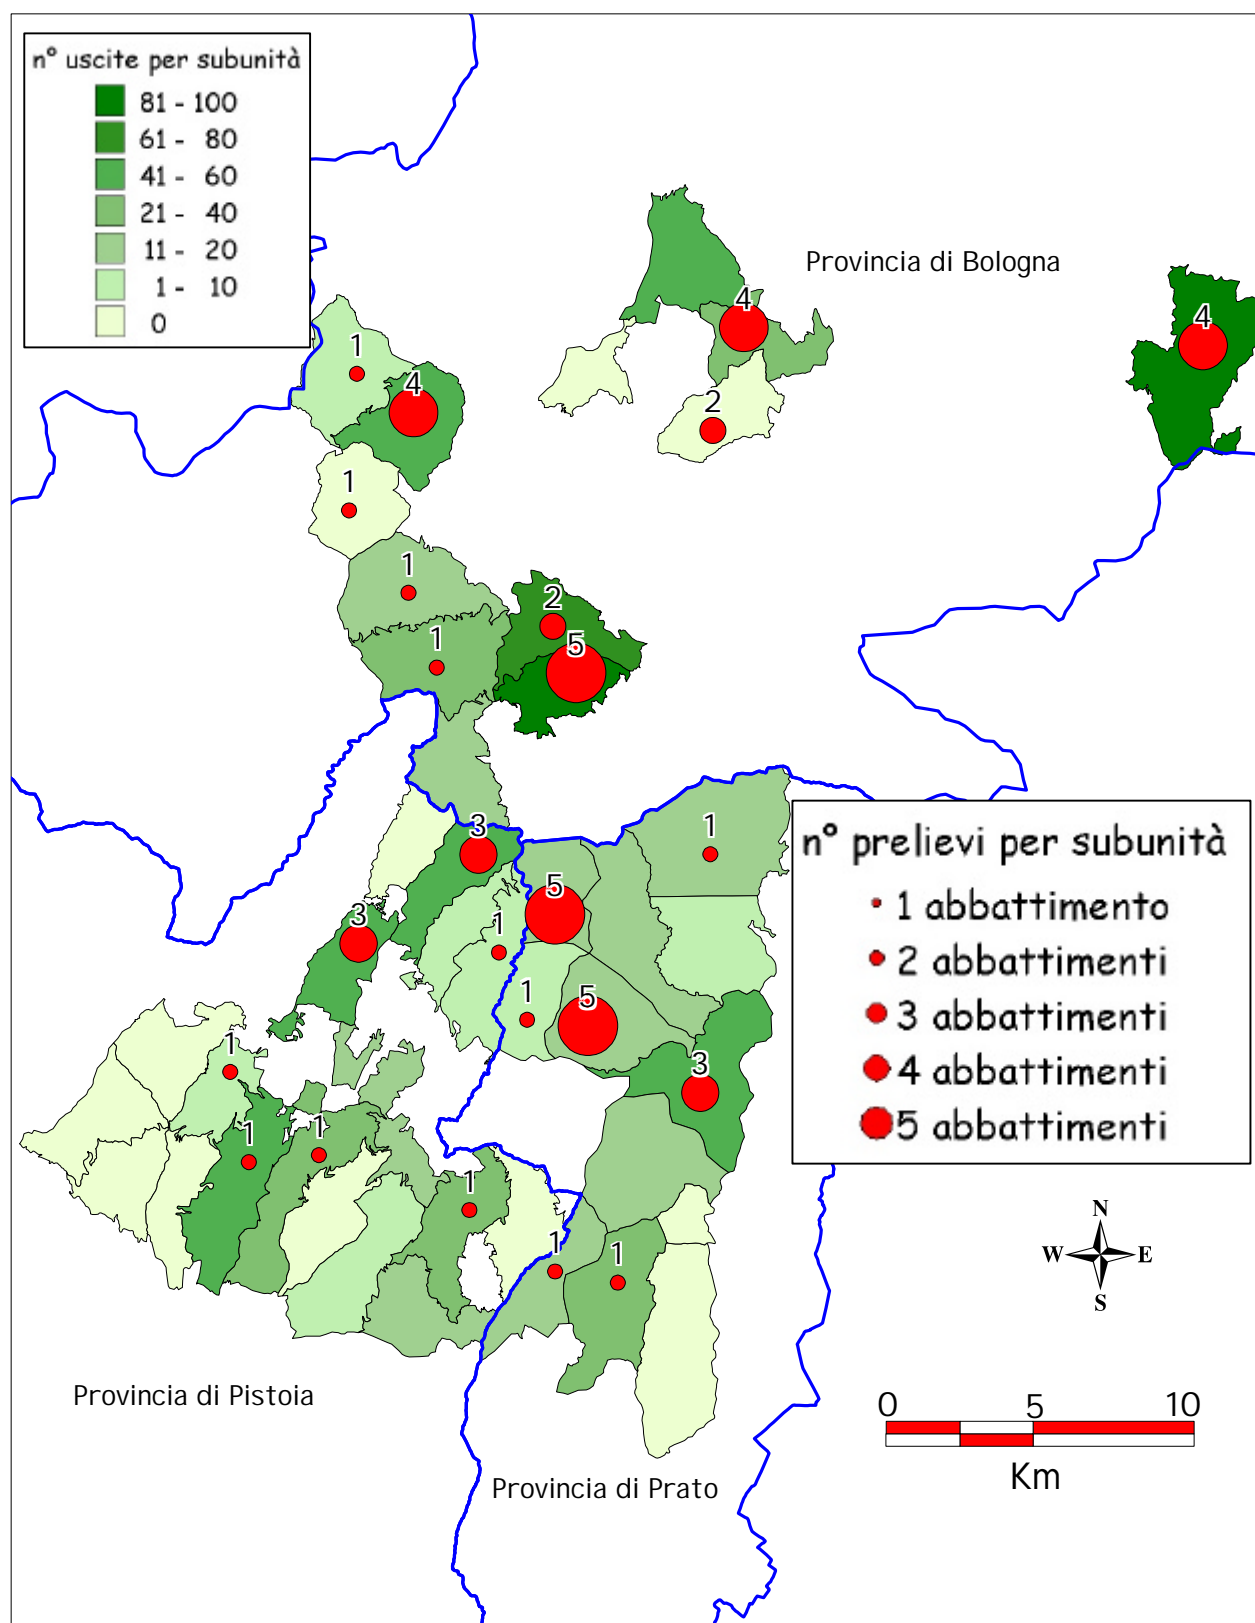 n° uscite per subunità
81 - 100
61 - 80
41 - 60
21 - 40
11 - 20
1 - 10
0
Provincia di Bologna
4
4
1
4
2
1
1
2
1
5
3
1
5
3
1
1
5
1
3
1
1
1
1
1
n° prelievi per subunità
1 abbattimento
2 abbattimenti
3 abbattimenti
4 abbattimenti
5 abbattimenti
N
W E
S
Provincia di Pistoia
0 5 10
Km
Provincia di Prato